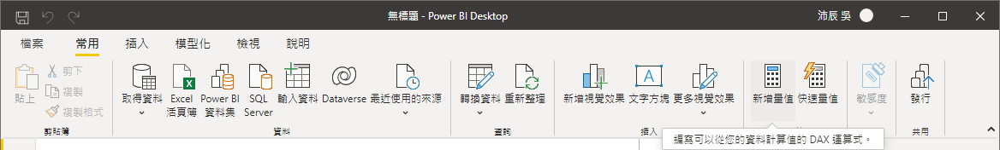 無標題 - Power BI Desktop
沛辰 吳
檔案 常用 插入 模型化 檢視 說明
貼上
剪下
複製
複製格式
剪貼簿
取得資料
Excel
活頁簿
Power BI
資料集
SQL
Server
輸入資料
Dataverse
最近使用的來源
資料
轉換資料
重新整理
查詢
新增視覺效果
文字方塊
更多視覺效果
插入
新增量值
快速量值
敏感度
發行
共用
編寫可以從您的資料計算值的 DAX 運算式。